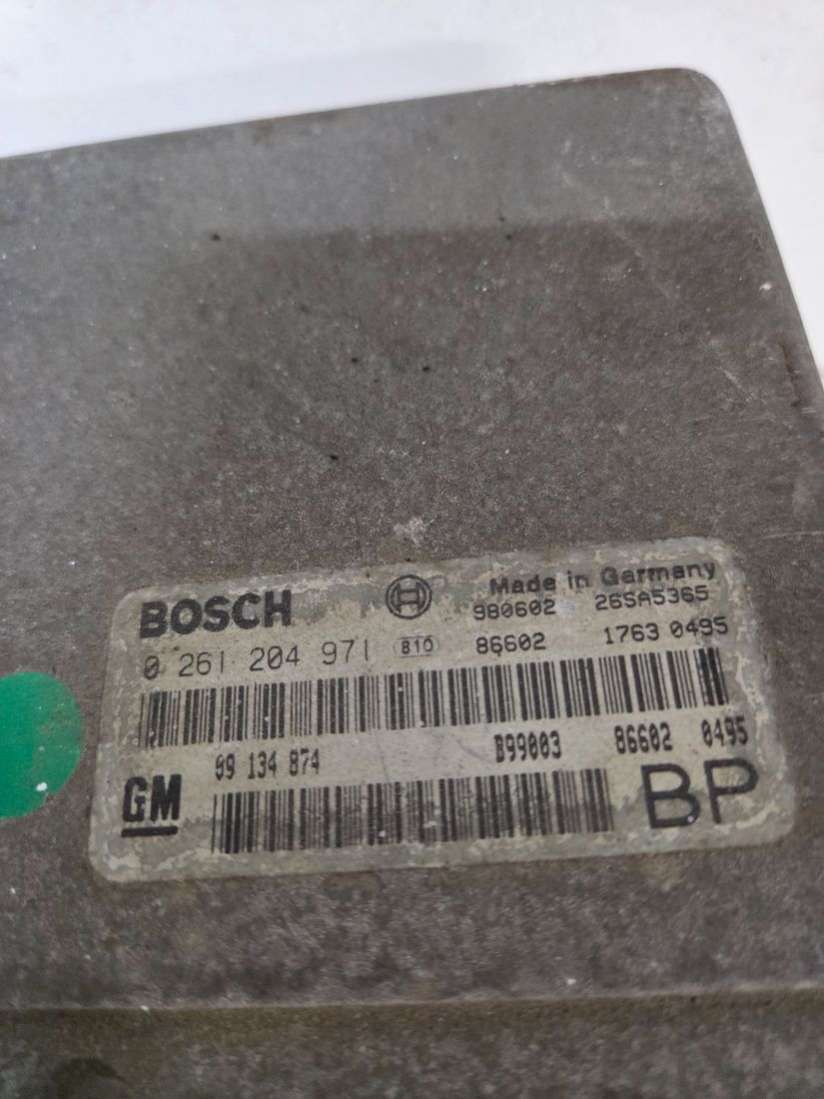 BOSCH Made in Germany
980602 26SA5365
0 261 204 971 B10 86602 1763 0495
GM 09 134 874 B99003 86602 0495
BP